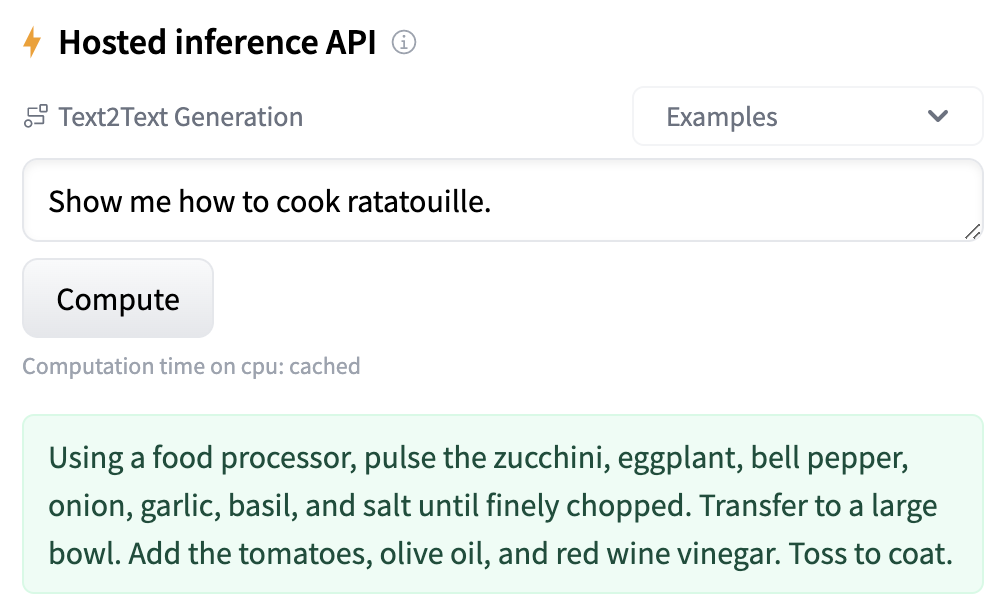 Hosted inference API
Text2Text Generation
Examples
Show me how to cook ratatouille.
Compute
Computation time on cpu: cached
Using a food processor, pulse the zucchini, eggplant, bell pepper,
onion, garlic, basil, and salt until finely chopped. Transfer to a large
bowl. Add the tomatoes, olive oil, and red wine vinegar. Toss to coat.